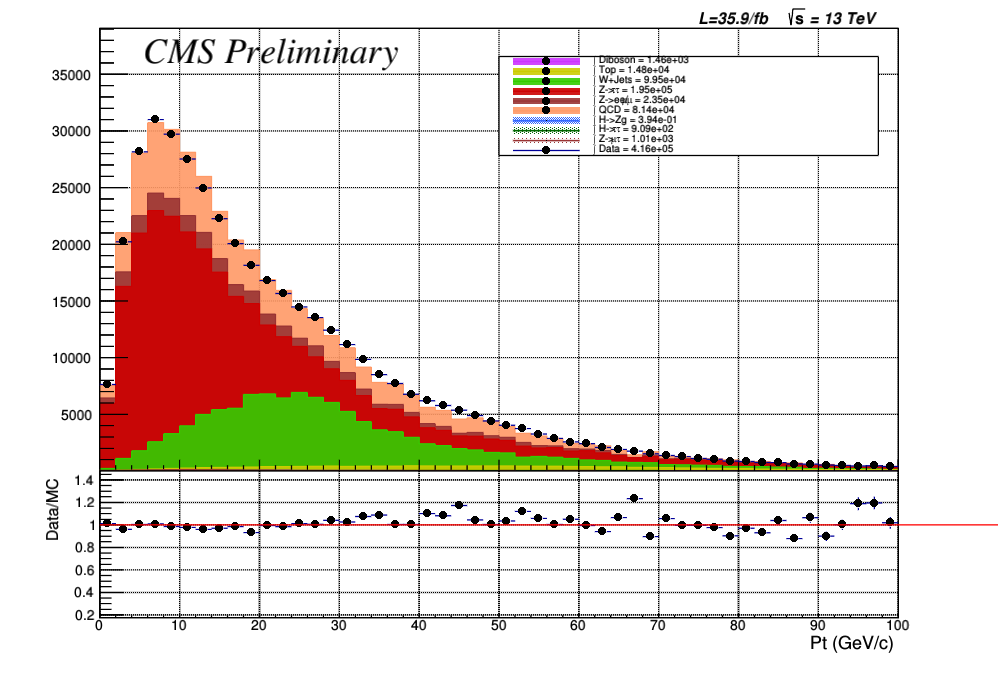 L=35.9/fb √s = 13 TeV
CMS Preliminary
Diboson = 1.46e+03
Top = 1.48e+04
W+Jets = 9.95e+04
Z->ττ = 1.95e+05
= 2.35e+04
QCD = 8.14e+04
H->Zg = 3.94e-01
= 9.09e+02
= 1.01e+03
Data = 4.16e+05
35000
30000
25000
20000
15000
10000
5000
Data/MC
1.4
1.2
1
0.8
0.6
0.4
0.2
0 10 20 30 40 50 60 70 80 90 100
Pt (GeV/c)